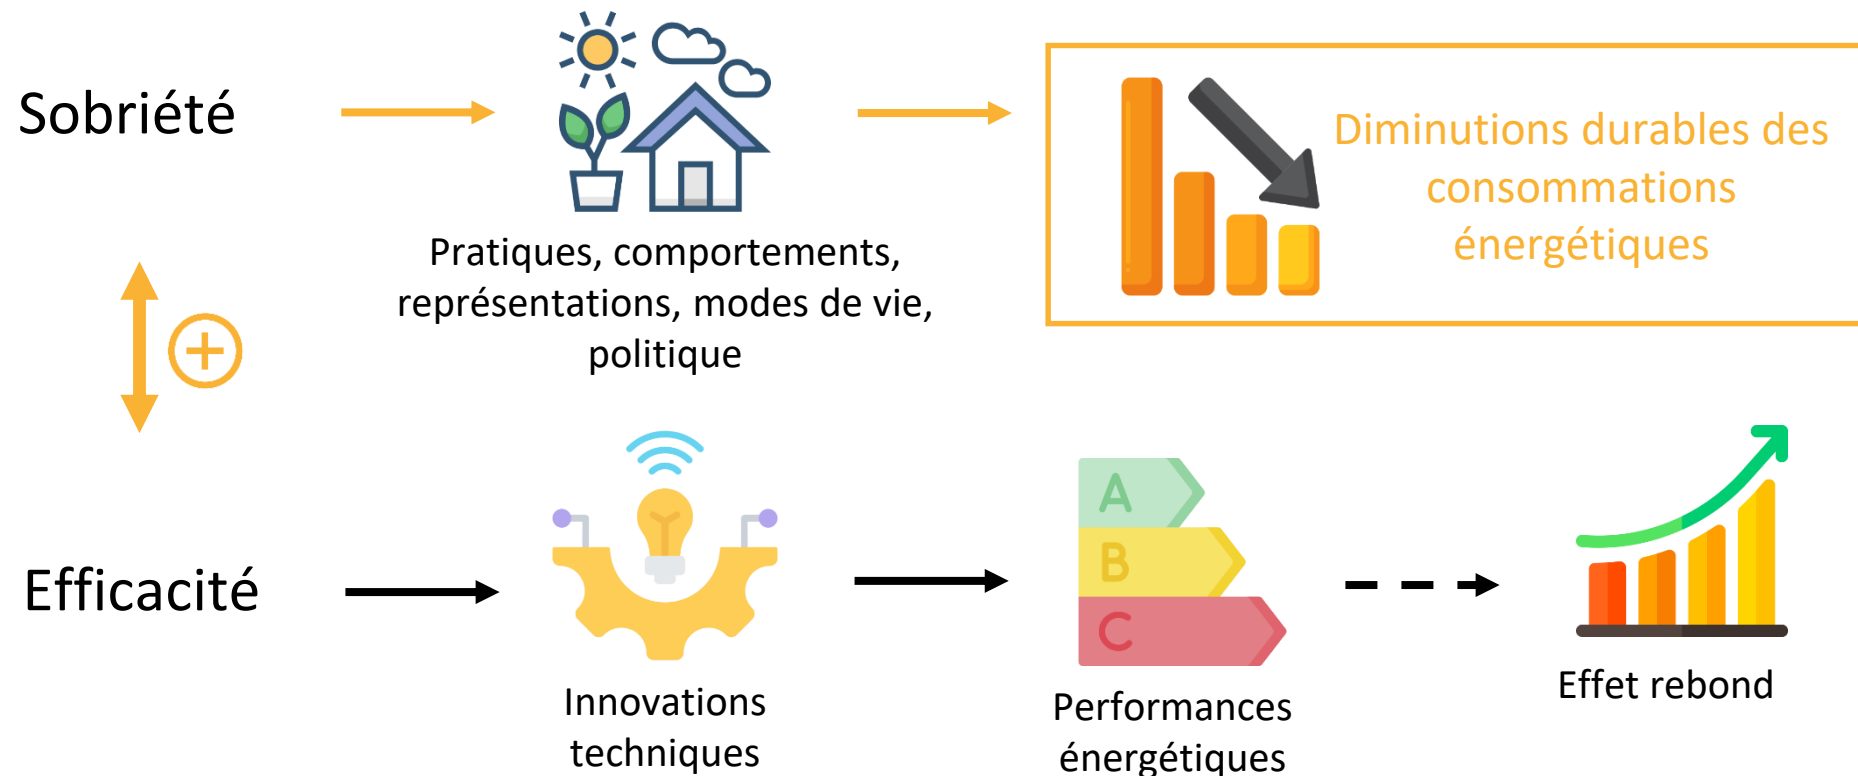 Sobriété
Pratiques, comportements,
représentations, modes de vie,
politique
Diminutions durables des
consommations
énergétiques
Efficacité
Innovations
techniques
A
B
C
Performances
énergétiques
Effet rebond